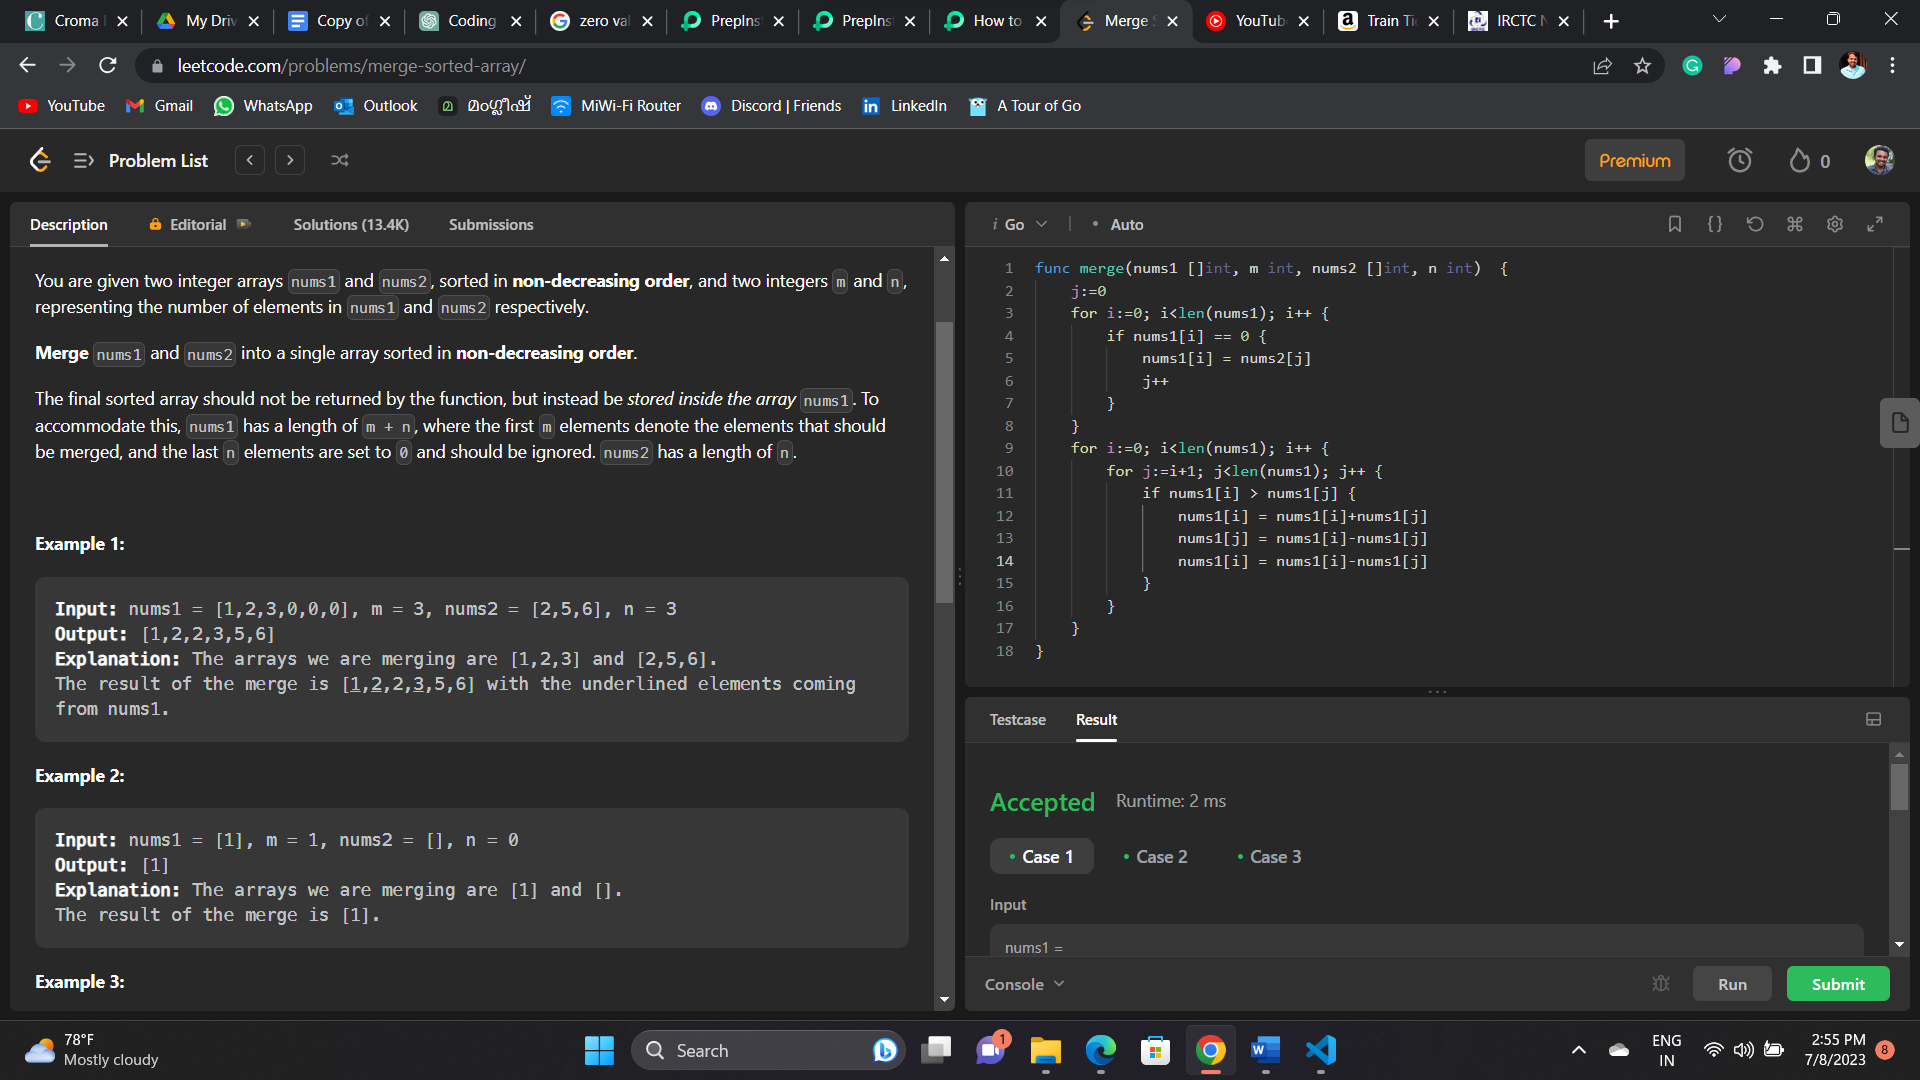 Croma
My Driv
Copy of
Coding
zero val
PrepInst
PrepInst
How to
Merge S
YouTube
Train Tic
IRCTC N
leetcode.com/problems/merge-sorted-array/
YouTube
Gmail
WhatsApp
Outlook
മംഗ്ലീഷ്
MiWi-Fi Router
Discord | Friends
LinkedIn
A Tour of Go
Problem List
Premium
0
Description
Editorial
Solutions (13.4K)
Submissions
You are given two integer arrays nums1 and nums2, sorted in non-decreasing order, and two integers m and n,
representing the number of elements in nums1 and nums2 respectively.
Merge nums1 and nums2 into a single array sorted in non-decreasing order.
The final sorted array should not be returned by the function, but instead be stored inside the array nums1. To
accommodate this, nums1 has a length of m + n, where the first m elements denote the elements that should
be merged, and the last n elements are set to 0 and should be ignored. nums2 has a length of n.
Example 1:
Input: nums1 = [1,2,3,0,0,0], m = 3, nums2 = [2,5,6], n = 3
Output: [1,2,2,3,5,6]
Explanation: The arrays we are merging are [1,2,3] and [2,5,6].
The result of the merge is [1,2,2,3,5,6] with the underlined elements coming
from nums1.
Example 2:
Input: nums1 = [1], m = 1, nums2 = [], n = 0
Output: [1]
Explanation: The arrays we are merging are [1] and [].
The result of the merge is [1].
Example 3:
i Go
• Auto
1 func merge(nums1 []int, m int, nums2 []int, n int)  {
2     j:=0
3     for i:=0; i<len(nums1); i++ {
4         if nums1[i] == 0 {
5             nums1[i] = nums2[j]
6             j++
7         }
8     }
9     for i:=0; i<len(nums1); i++ {
10         for j:=i+1; j<len(nums1); j++ {
11             if nums1[i] > nums1[j] {
12                 nums1[i] = nums1[i]+nums1[j]
13                 nums1[j] = nums1[i]-nums1[j]
14                 nums1[i] = nums1[i]-nums1[j]
15             }
16         }
17     }
18 }
Testcase
Result
Accepted
Runtime: 2 ms
• Case 1
• Case 2
• Case 3
Input
nums1 =
Console
Run
Submit
78°F
Mostly cloudy
Search
1
ENG
IN
2:55 PM
7/8/2023
8